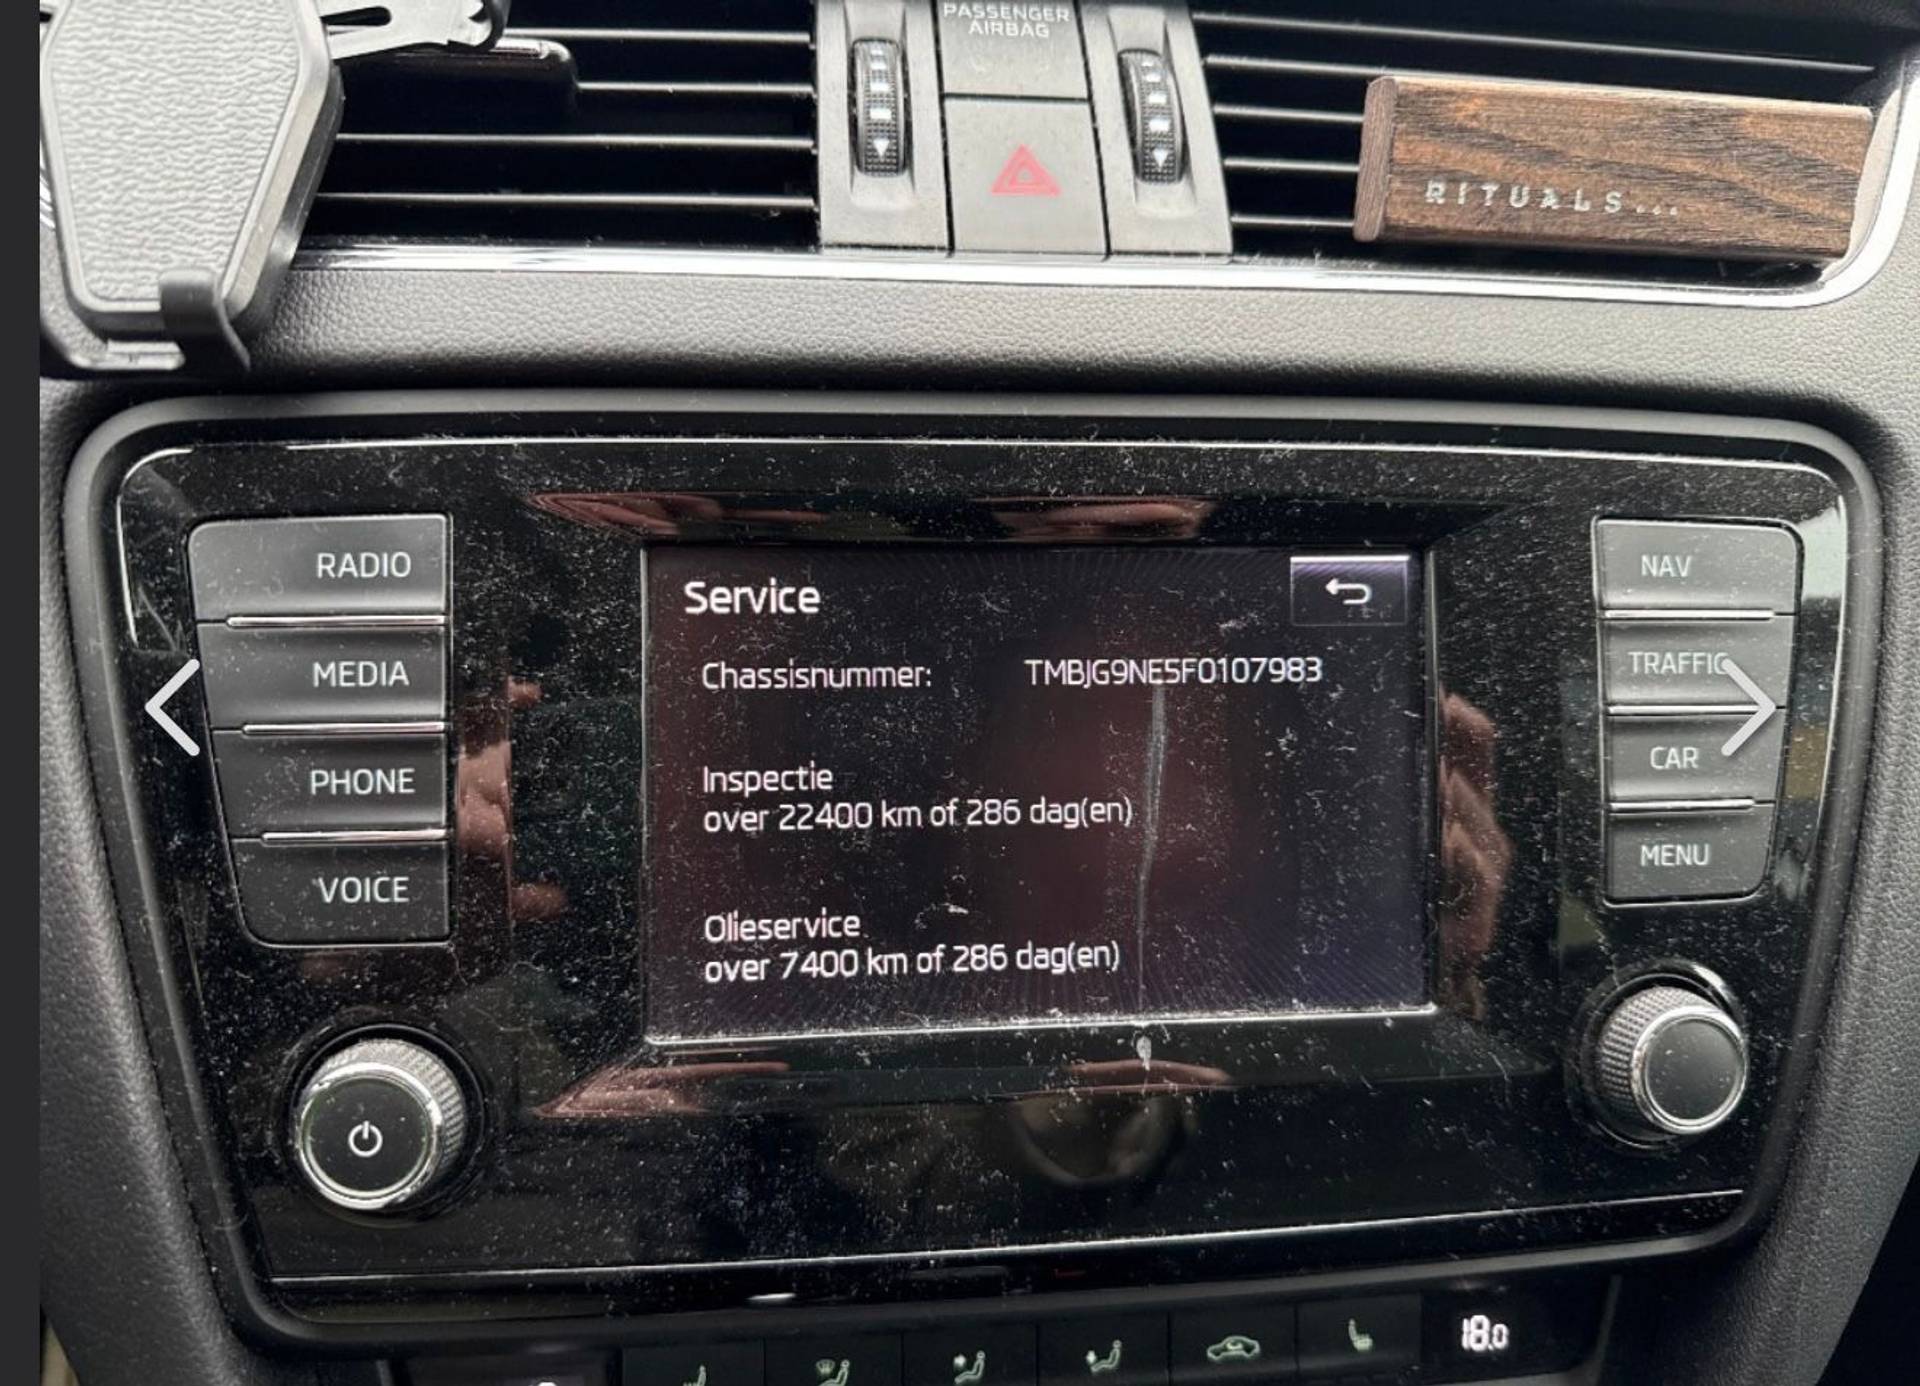 PASSENGER
AIRBAG
RITUALS...
RADIO
MEDIA
PHONE
VOICE
Service
Chassisnummer: TMBJG9NE5F0107983
Inspectie
over 22400 km of 286 dag(en)
Olieservice
over 7400 km of 286 dag(en)
NAV
TRAFFIC
CAR
MENU
18.0